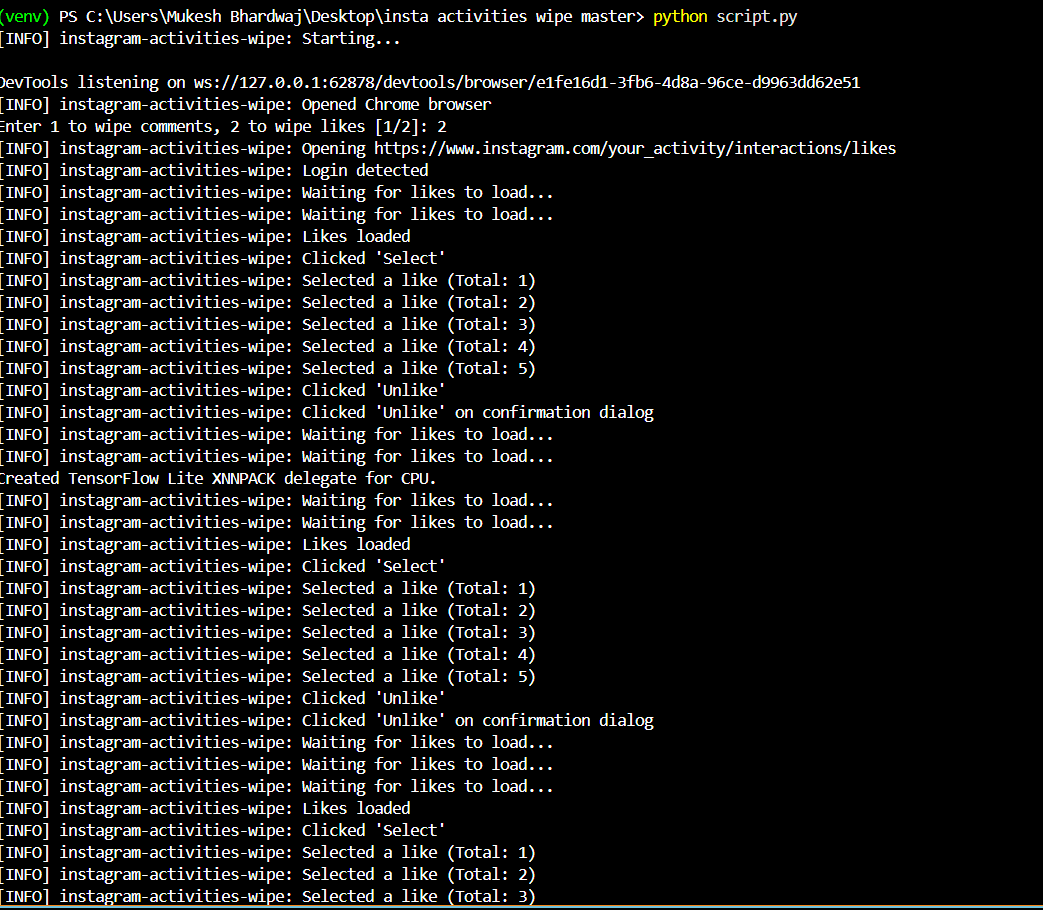 (venv) PS C:\Users\Mukesh Bhardwaj\Desktop\insta activities wipe master> python script.py
[INFO] instagram-activities-wipe: Starting...
DevTools listening on ws://127.0.0.1:62878/devtools/browser/e1fe16d1-3fb6-4d8a-96ce-d9963dd62e51
[INFO] instagram-activities-wipe: Opened Chrome browser
Enter 1 to wipe comments, 2 to wipe likes [1/2]: 2
[INFO] instagram-activities-wipe: Opening https://www.instagram.com/your_activity/interactions/likes
[INFO] instagram-activities-wipe: Login detected
[INFO] instagram-activities-wipe: Waiting for likes to load...
[INFO] instagram-activities-wipe: Waiting for likes to load...
[INFO] instagram-activities-wipe: Likes loaded
[INFO] instagram-activities-wipe: Clicked 'Select'
[INFO] instagram-activities-wipe: Selected a like (Total: 1)
[INFO] instagram-activities-wipe: Selected a like (Total: 2)
[INFO] instagram-activities-wipe: Selected a like (Total: 3)
[INFO] instagram-activities-wipe: Selected a like (Total: 4)
[INFO] instagram-activities-wipe: Selected a like (Total: 5)
[INFO] instagram-activities-wipe: Clicked 'Unlike'
[INFO] instagram-activities-wipe: Clicked 'Unlike' on confirmation dialog
[INFO] instagram-activities-wipe: Waiting for likes to load...
[INFO] instagram-activities-wipe: Waiting for likes to load...
Created TensorFlow Lite XNNPACK delegate for CPU.
[INFO] instagram-activities-wipe: Waiting for likes to load...
[INFO] instagram-activities-wipe: Waiting for likes to load...
[INFO] instagram-activities-wipe: Likes loaded
[INFO] instagram-activities-wipe: Clicked 'Select'
[INFO] instagram-activities-wipe: Selected a like (Total: 1)
[INFO] instagram-activities-wipe: Selected a like (Total: 2)
[INFO] instagram-activities-wipe: Selected a like (Total: 3)
[INFO] instagram-activities-wipe: Selected a like (Total: 4)
[INFO] instagram-activities-wipe: Selected a like (Total: 5)
[INFO] instagram-activities-wipe: Clicked 'Unlike'
[INFO] instagram-activities-wipe: Clicked 'Unlike' on confirmation dialog
[INFO] instagram-activities-wipe: Waiting for likes to load...
[INFO] instagram-activities-wipe: Waiting for likes to load...
[INFO] instagram-activities-wipe: Waiting for likes to load...
[INFO] instagram-activities-wipe: Likes loaded
[INFO] instagram-activities-wipe: Clicked 'Select'
[INFO] instagram-activities-wipe: Selected a like (Total: 1)
[INFO] instagram-activities-wipe: Selected a like (Total: 2)
[INFO] instagram-activities-wipe: Selected a like (Total: 3)